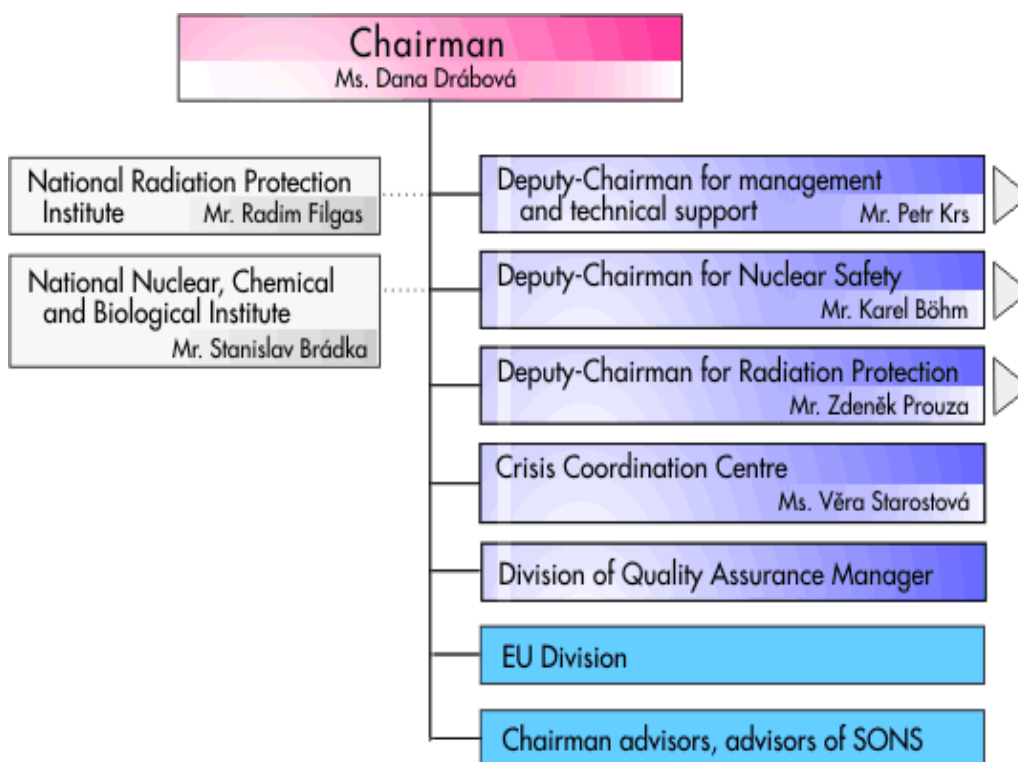 Chairman
Ms. Dana Drábová
National Radiation Protection
Institute Mr. Radim Filgas
National Nuclear, Chemical
and Biological Institute
Mr. Stanislav Brádka
Deputy-Chairman for management
and technical support Mr. Petr Krs
Deputy-Chairman for Nuclear Safety
Mr. Karel Böhm
Deputy-Chairman for Radiation Protection
Mr. Zdeněk Prouza
Crisis Coordination Centre
Ms. Věra Starostová
Division of Quality Assurance Manager
EU Division
Chairman advisors, advisors of SONS